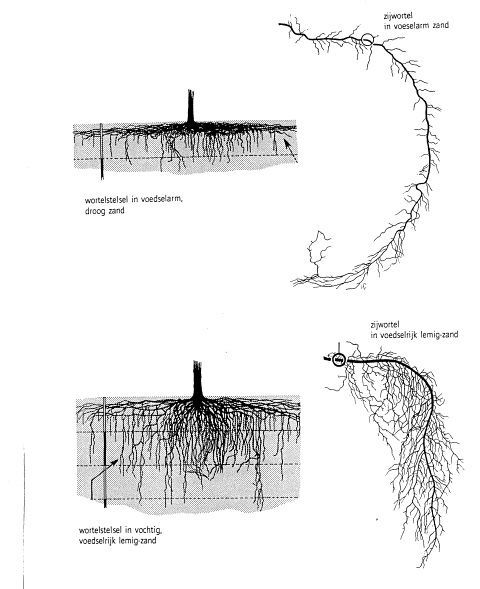 zijwortel
in voeselarm zand
wortelstelsel in voedselarm,
droog zand
zijwortel
in voedselrijk lemig-zand
wortelstelsel in vochtig,
voedselrijk lemig-zand